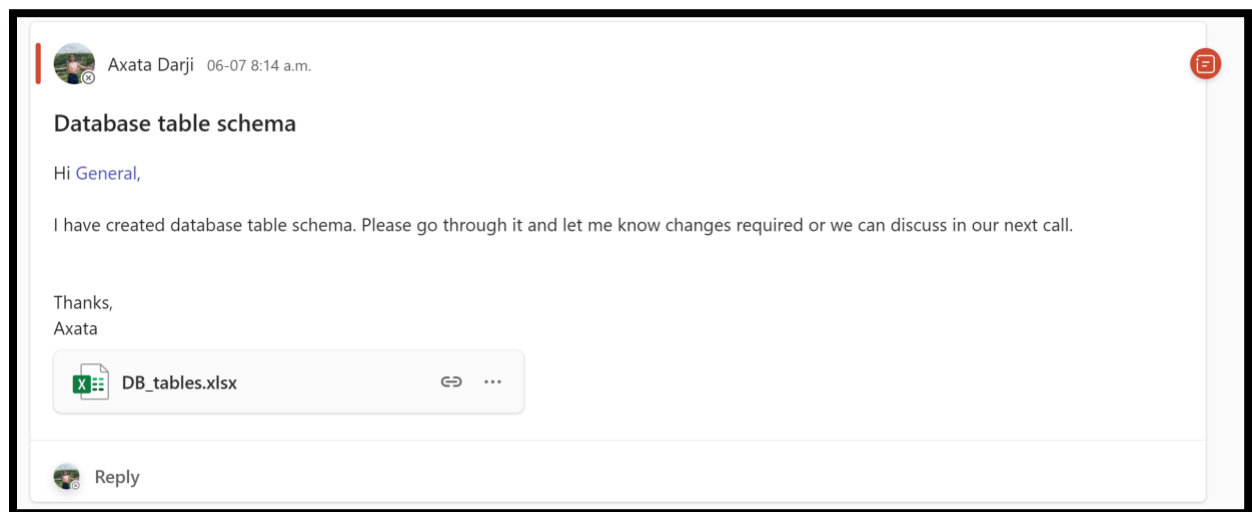 Axata Darji 06-07 8:14 a.m.
Database table schema
Hi General,
I have created database table schema. Please go through it and let me know changes required or we can discuss in our next call.
Thanks,
Axata
DB_tables.xlsx
Reply